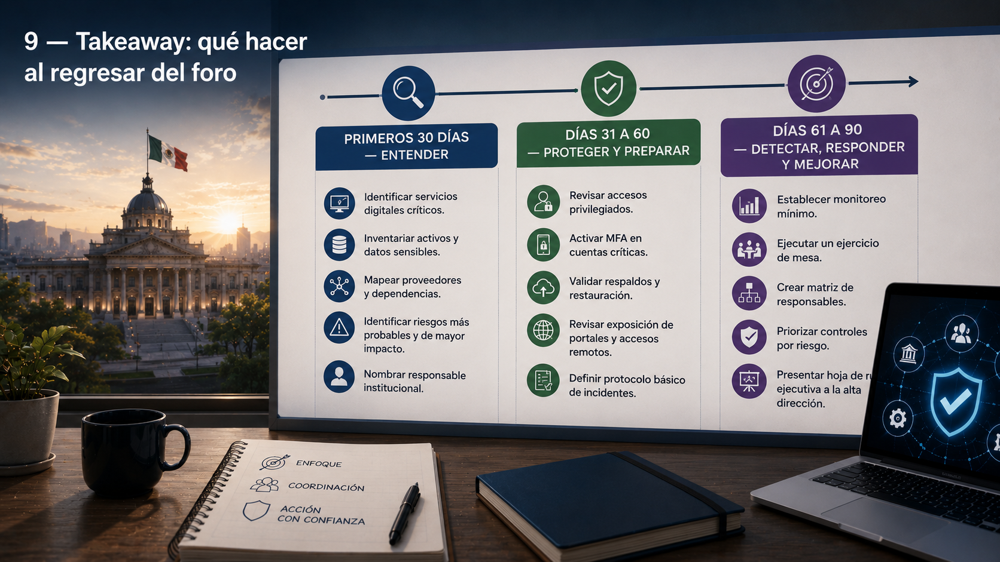 9 — Takeaway: qué hacer
al regresar del foro
PRIMEROS 30 DÍAS
— ENTENDER
Identificar servicios
digitales críticos.
Inventariar activos y
datos sensibles.
Mapear proveedores
y dependencias.
Identificar riesgos más
probables y de mayor
impacto.
Nombrar responsable
institucional.
DÍAS 31 A 60
— PROTEGER Y PREPARAR
Revisar accesos
privilegiados.
Activar MFA en
cuentas críticas.
Validar respaldos y
restauración.
Revisar exposición de
portales y accesos
remotos.
Definir protocolo básico
de incidentes.
DÍAS 61 A 90
— DETECTAR, RESPONDER
Y MEJORAR
Establecer monitoreo
mínimo.
Ejecutar un ejercicio
de mesa.
Crear matriz de
responsables.
Priorizar controles
por riesgo.
Presentar hoja de
ejecutiva a la alta
dirección.
ENFOQUE
COORDINACIÓN
ACCIÓN
CON CONFIANZA